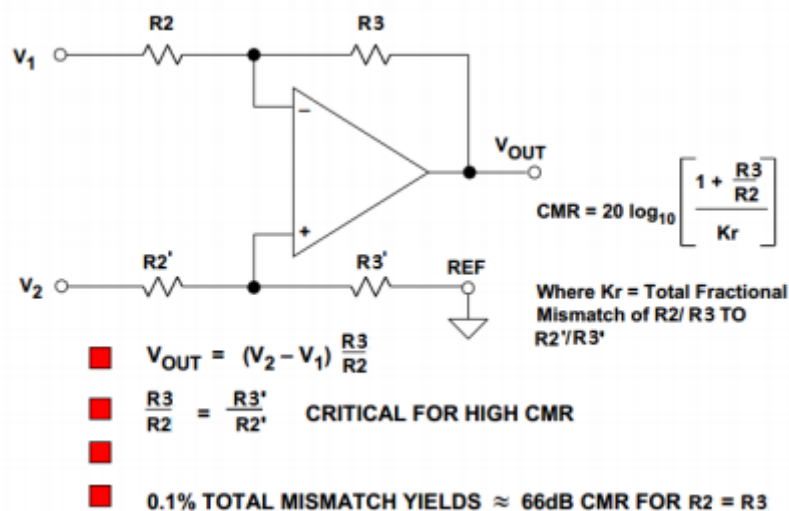 R2
R3
V1
−
VOUT
+
CMR = 20 log10 [ 1 + R3/R2 / Kr ]
R2'
R3'
REF
V2
Where Kr = Total Fractional
Mismatch of R2/ R3 TO
R2'/R3'
VOUT = (V2 – V1) R3/R2
R3/R2 = R3'/R2' CRITICAL FOR HIGH CMR
0.1% TOTAL MISMATCH YIELDS ≈ 66dB CMR FOR R2 = R3